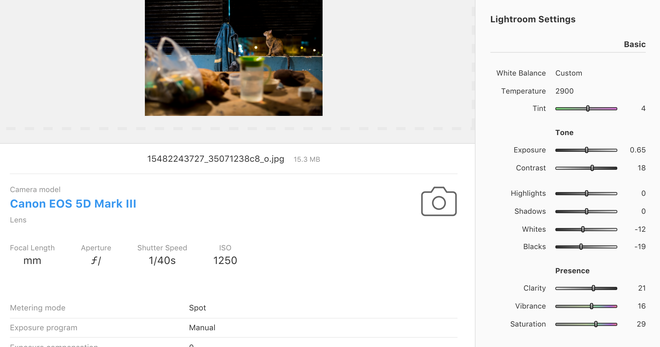 15482243727_35071238c8_o.jpg 15.3 MB
Camera model
Canon EOS 5D Mark III
Lens
Focal Length Aperture Shutter Speed ISO
mm ƒ/ 1/40s 1250
Metering mode Spot
Exposure program Manual
Exposure compensation 0
Lightroom Settings
Basic
White Balance Custom
Temperature 2900
Tint 4
Tone
Exposure 0.65
Contrast 18
Highlights 0
Shadows 0
Whites -12
Blacks -19
Presence
Clarity 21
Vibrance 16
Saturation 29